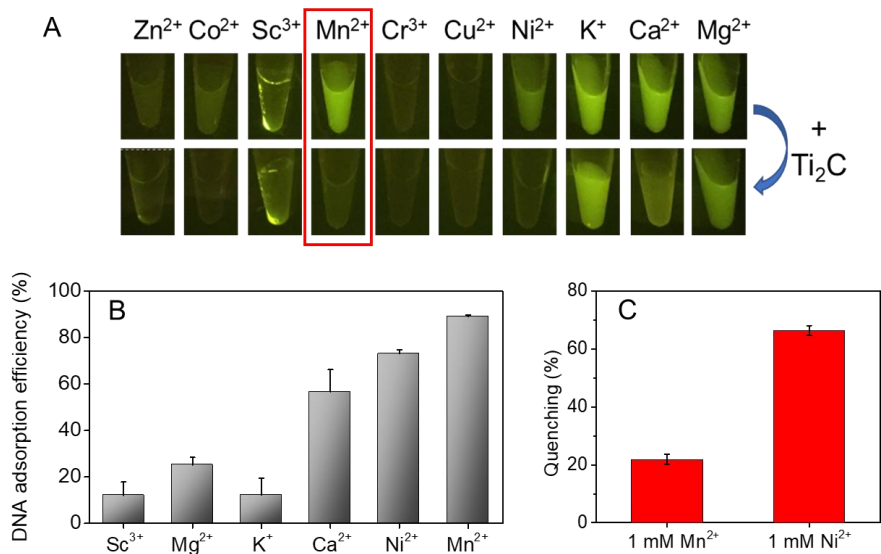 A
Zn²⁺ Co²⁺ Sc³⁺ Mn²⁺ Cr³⁺ Cu²⁺ Ni²⁺ K⁺ Ca²⁺ Mg²⁺
+
Ti₂C
B
DNA adsorption efficiency (%)
100
80
60
40
20
0
Sc³⁺ Mg²⁺ K⁺ Ca²⁺ Ni²⁺ Mn²⁺
C
Quenching (%)
80
60
40
20
0
1 mM Mn²⁺ 1 mM Ni²⁺